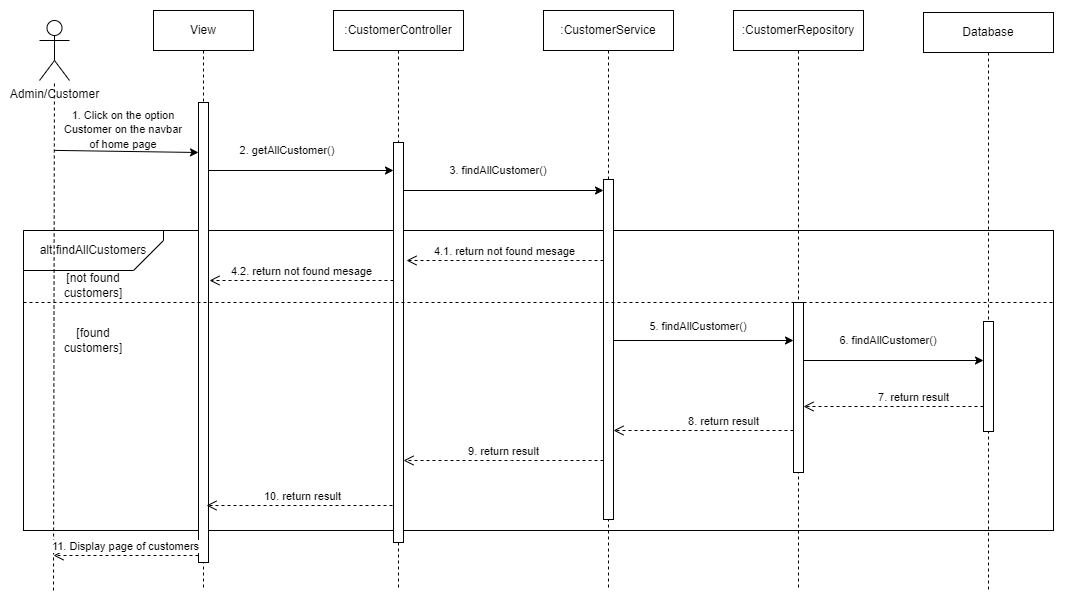 View
:CustomerController
:CustomerService
:CustomerRepository
Database
Admin/Customer
1. Click on the option
Customer on the navbar
of home page
2. getAllCustomer()
3. findAllCustomer()
alt findAllCustomers
4.1. return not found mesage
4.2. return not found mesage
[not found
customers]
[found
customers]
5. findAllCustomer()
6. findAllCustomer()
7. return result
8. return result
9. return result
10. return result
11. Display page of customers